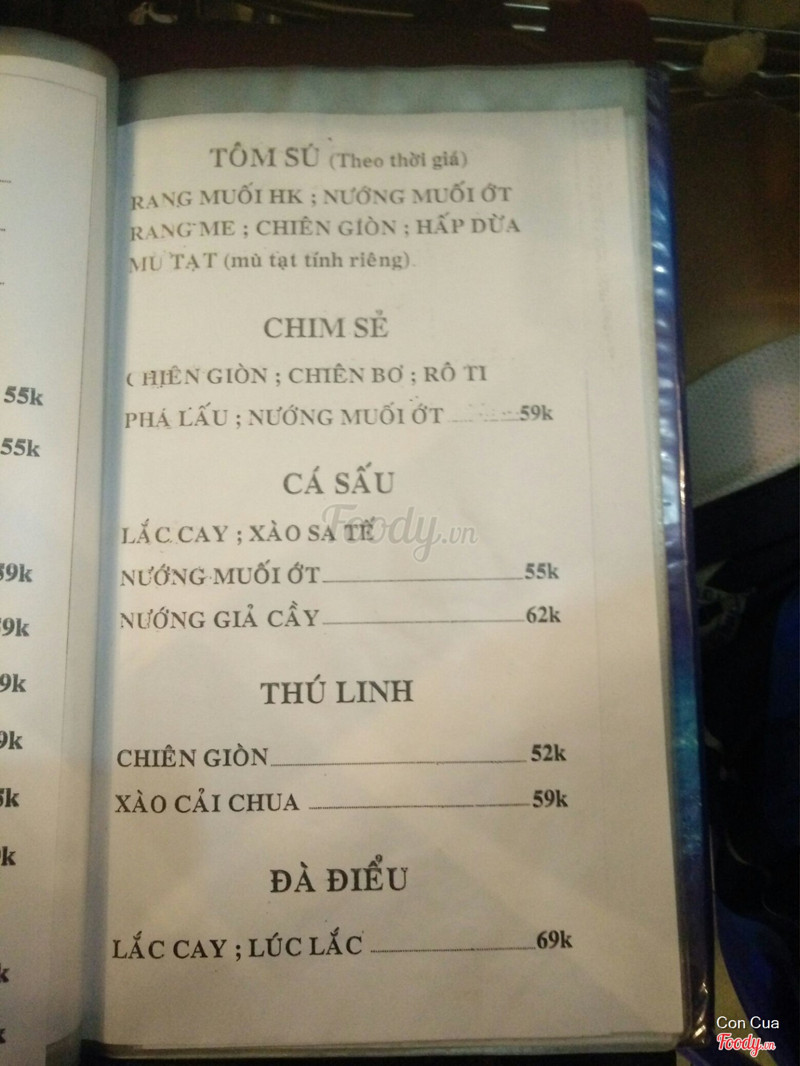 TÔM SÚ (Theo thời giá)
RANG MUỐI HK ; NƯỚNG MUỐI ỚT
RANG ME ; CHIÊN GIÒN ; HẤP DỪA
MÙ TẠT (mù tạt tính riêng)
CHIM SẺ
CHIÊN GIÒN ; CHIÊN BƠ ; RÔ TI
PHÁ LẤU ; NƯỚNG MUỐI ỚT 59k
CÁ SẤU
LẮC CAY ; XÀO SA TẾ
NƯỚNG MUỐI ỚT 55k
NƯỚNG GIẢ CẦY 62k
THÚ LINH
CHIÊN GIÒN 52k
XÀO CẢI CHUA 59k
ĐÀ ĐIỂU
LẮC CAY ; LÚC LẮC 69k
55k
55k
Foody.vn
Con Cua
Foody.vn